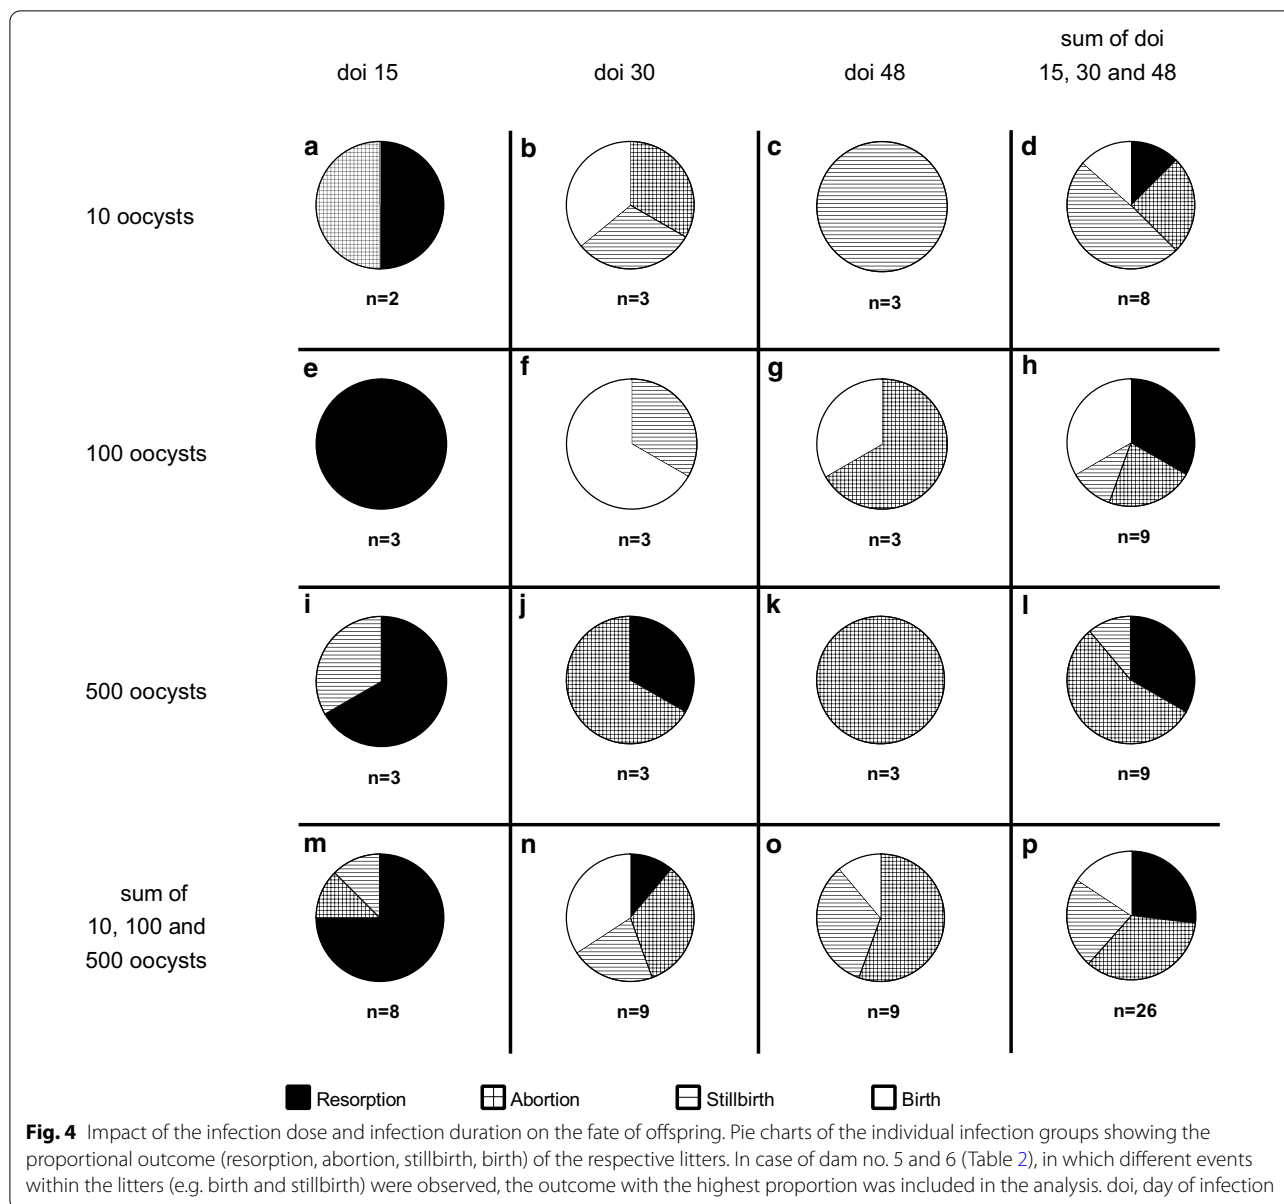 sum of doi
doi 15 doi 30 doi 48 15, 30 and 48
a b c d
10 oocysts
n=2 n=3 n=3 n=8
e f g h
100 oocysts
n=3 n=3 n=3 n=9
i j k l
500 oocysts
n=3 n=3 n=3 n=9
m n o p
sum of
10, 100 and
500 oocysts
n=8 n=9 n=9 n=26
Resorption Abortion Stillbirth Birth
Fig. 4 Impact of the infection dose and infection duration on the fate of offspring. Pie charts of the individual infection groups showing the
proportional outcome (resorption, abortion, stillbirth, birth) of the respective litters. In case of dam no. 5 and 6 (Table 2), in which different events
within the litters (e.g. birth and stillbirth) were observed, the outcome with the highest proportion was included in the analysis. doi, day of infection